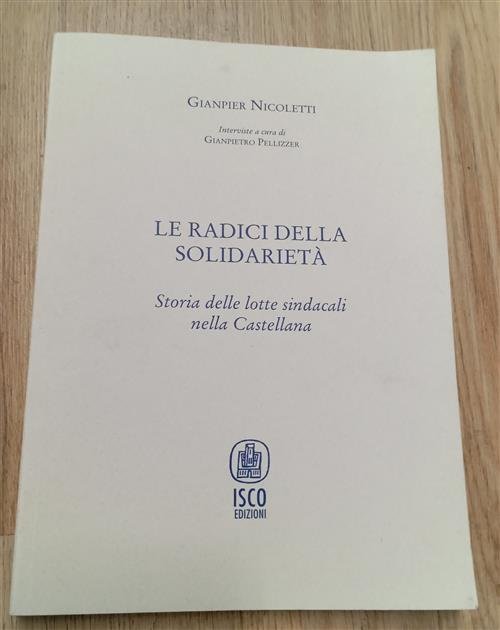 GIANPIER NICOLETTI
Interviste a cura di
GIANPIETRO PELLIZZER
LE RADICI DELLA
SOLIDARIETÀ
Storia delle lotte sindacali
nella Castellana
ISCO
EDIZIONI